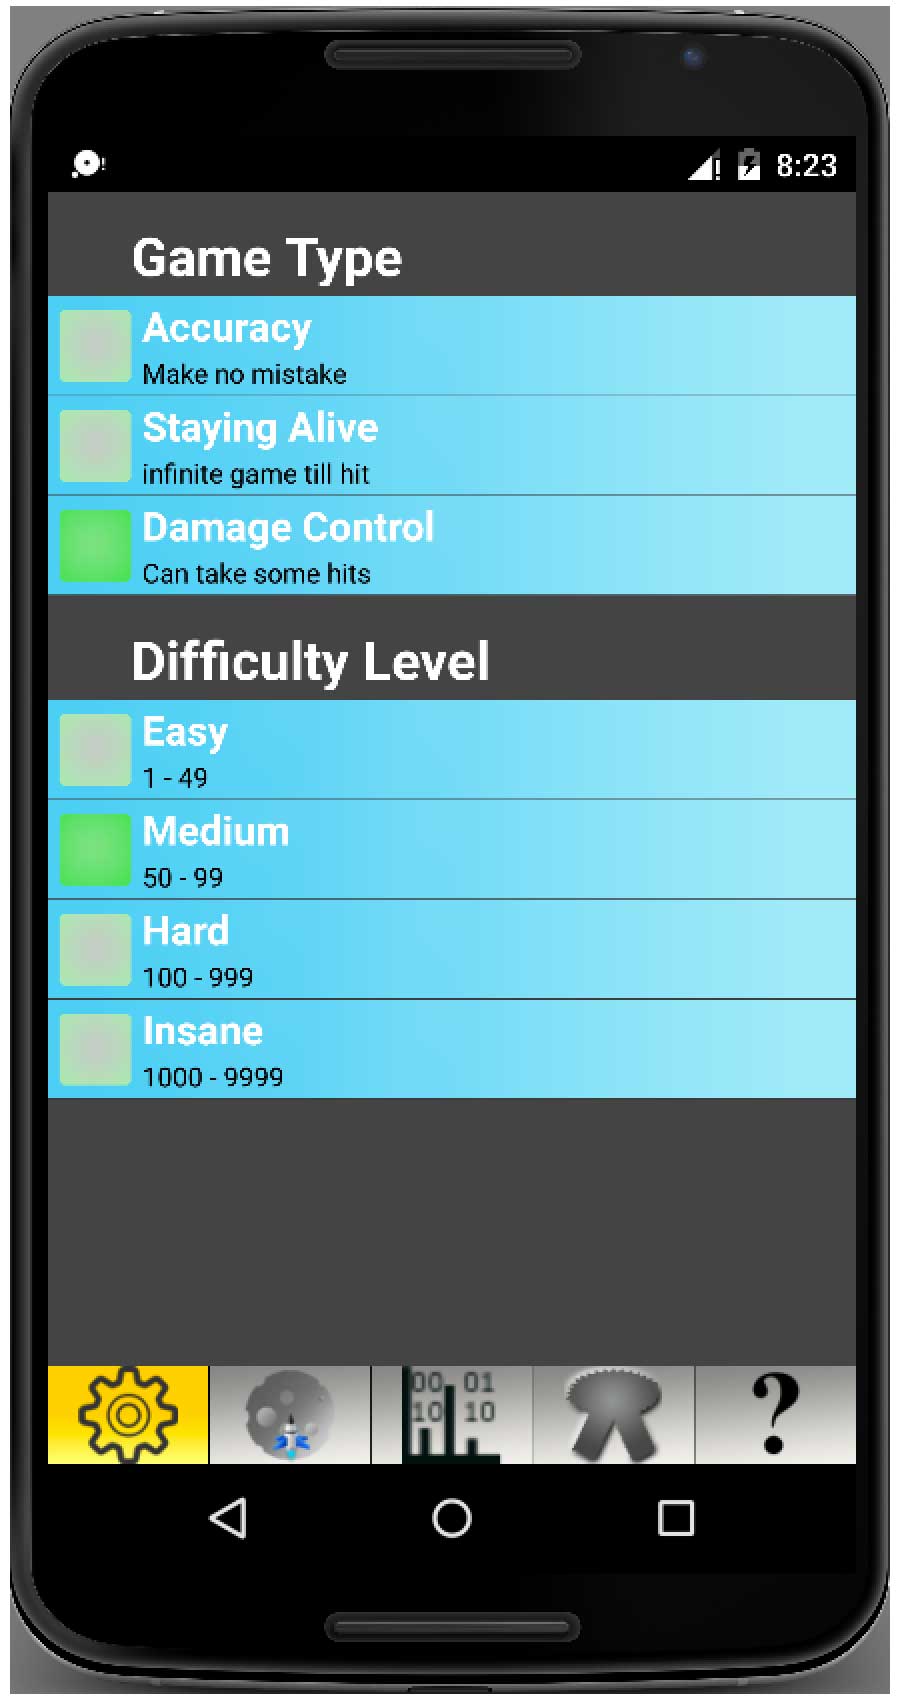 8:23
Game Type
Accuracy
Make no mistake
Staying Alive
infinite game till hit
Damage Control
Can take some hits
Difficulty Level
Easy
1 - 49
Medium
50 - 99
Hard
100 - 999
Insane
1000 - 9999
00 01
10 10
?